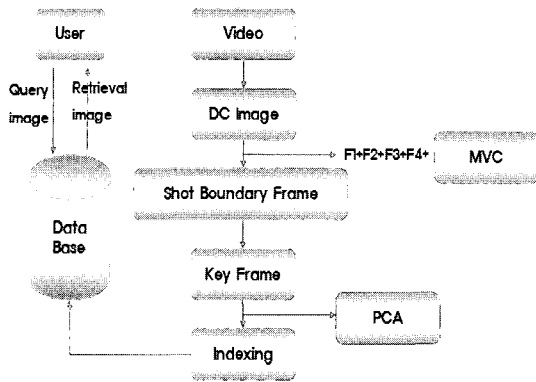 User
Video
Query
image
Retrieval
image
DC Image
F1+F2+F3+F4+
MVC
Shot Boundary Frame
Data
Base
Key Frame
PCA
Indexing